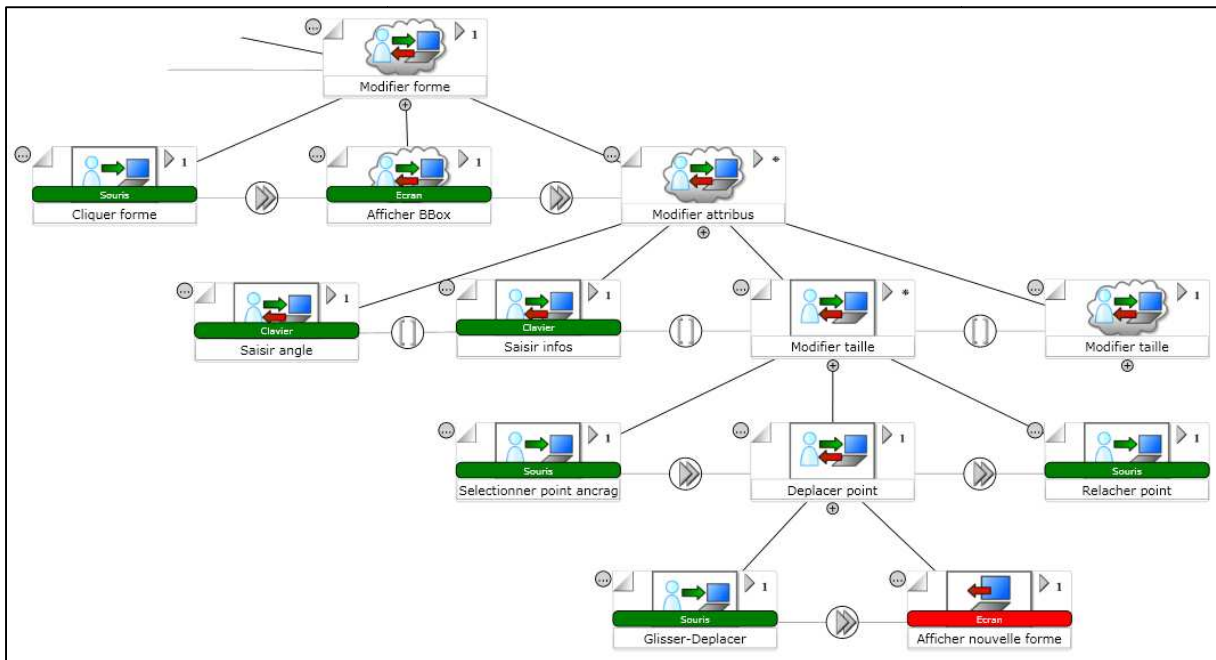 ... 1
Modifier forme
+
... 1 ... 1 ... *
Souris Ecran
Cliquer forme Afficher BBox Modifier attribus
+
... 1 ... 1 ... * ... 1
Clavier Clavier
Saisir angle [] Saisir infos [] Modifier taille [] Modifier taille
+ +
... 1 ... 1 ... 1
Souris Souris
Selectionner point ancrag Deplacer point Relacher point
+
... 1 ... 1
Souris Ecran
Glisser-Deplacer Afficher nouvelle forme